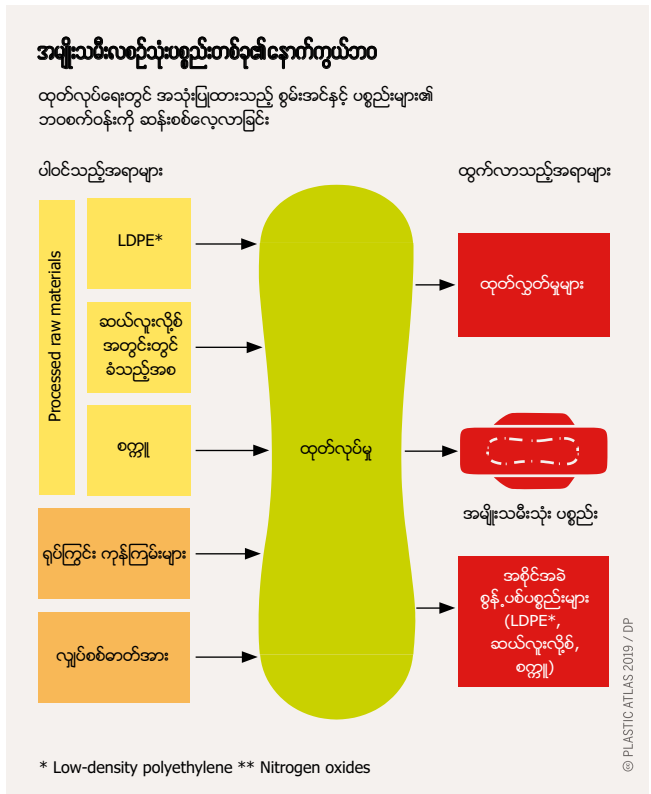 အမျိုးသမီးလစဉ်သုံးပစ္စည်းတစ်ခု၏နောက်ကွယ်ဘဝ
ထုတ်လုပ်ရေးတွင် အသုံးပြုထားသည့် စွမ်းအင်နှင့် ပစ္စည်းများ၏
ဘဝစက်ဝန်းကို ဆန်းစစ်လေ့လာခြင်း
ပါဝင်သည့်အရာများ
ထွက်လာသည့်အရာများ
Processed raw materials
LDPE*
ဆယ်လူးလို့စ်
အတွင်းတွင်
ခံသည့်အစ
စက္ကူ
ရုပ်ကြွင်း ကုန်ကြမ်းများ
လျှပ်စစ်ဓာတ်အား
ထုတ်လုပ်မှု
ထုတ်လွှတ်မှုများ
အမျိုးသမီးသုံး ပစ္စည်း
အစိုင်အခဲ
စွန့်ပစ်ပစ္စည်းများ
(LDPE*,
ဆယ်လူးလို့စ်,
စက္ကူ)
* Low-density polyethylene ** Nitrogen oxides
PLASTIC ATLAS 2019 / DP